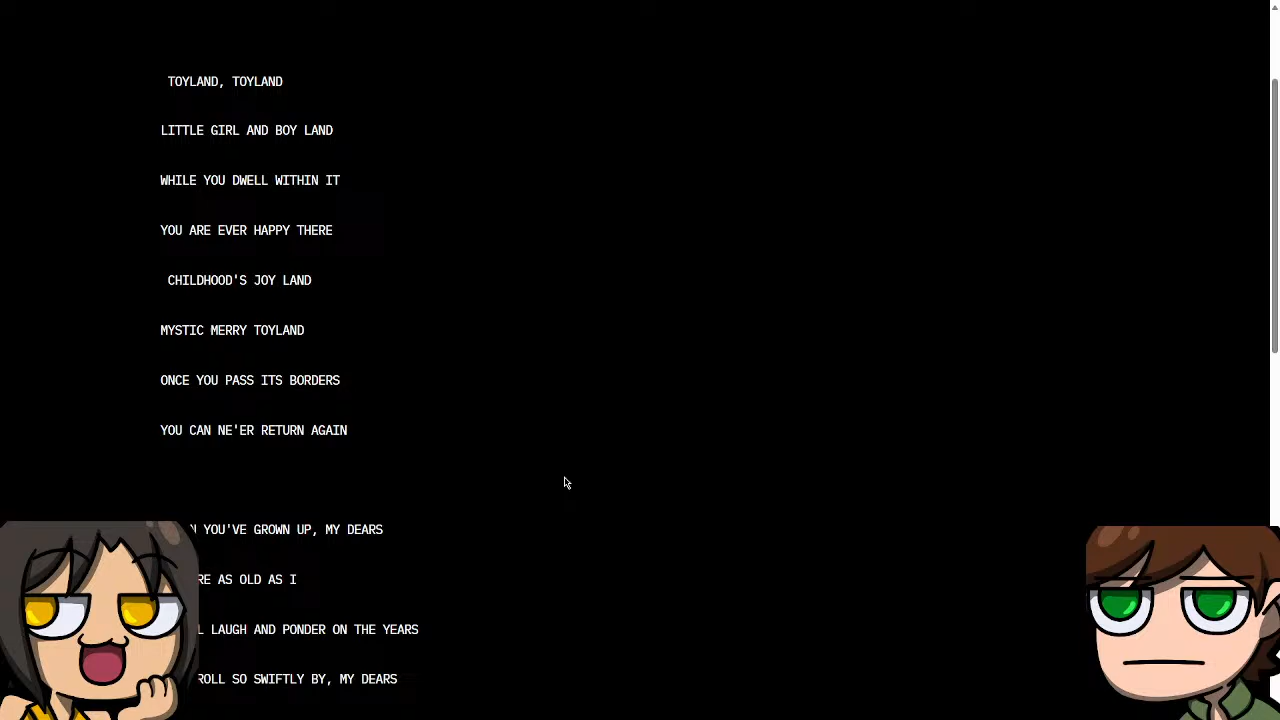 TOYLAND, TOYLAND
LITTLE GIRL AND BOY LAND
WHILE YOU DWELL WITHIN IT
YOU ARE EVER HAPPY THERE
CHILDHOOD'S JOY LAND
MYSTIC MERRY TOYLAND
ONCE YOU PASS ITS BORDERS
YOU CAN NE'ER RETURN AGAIN
YOU'VE GROWN UP, MY DEARS
AS OLD AS I
LAUGH AND PONDER ON THE YEARS
ROLL SO SWIFTLY BY, MY DEARS